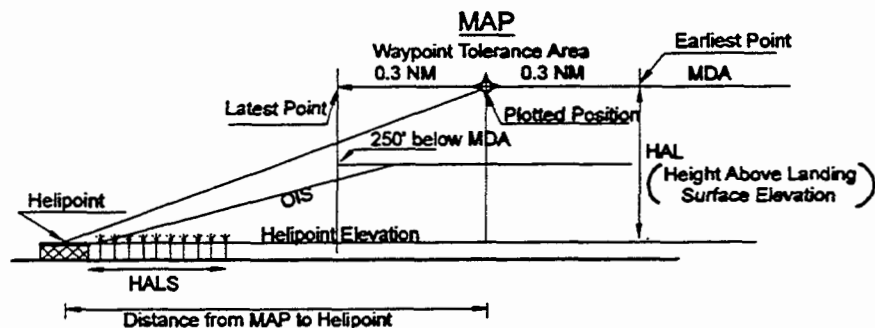 MAP
Waypoint Tolerance Area
0.3 NM
0.3 NM
Earliest Point
MDA
Latest Point
Plotted Position
250' below MDA
HAL
(Height Above Landing
Surface Elevation)
Helipoint
OIS
Helipoint Elevation
HALS
Distance from MAP to Helipoint